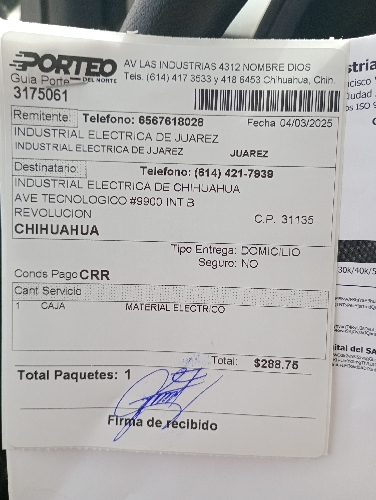 PORTEO
DEL NORTE
AV LAS INDUSTRIAS 4312 NOMBRE DIOS
Guia Porte
Tels. (614) 417 3533 y 418 6453 Chihuahua, Chih.
3175061
Remitente: Telefono: 6567618028 Fecha 04/03/2025
INDUSTRIAL ELECTRICA DE JUAREZ
INDUSTRIAL ELECTRICA DE JUAREZ JUAREZ
Destinatario: Telefono: (614) 421-7939
INDUSTRIAL ELECTRICA DE CHIHUAHUA
AVE TECNOLOGICO #9900 INT B
REVOLUCION C.P. 31135
CHIHUAHUA
Tipo Entrega: DOMICILIO
Seguro: NO
Conds Pago CRR
Cant Servicio
1 CAJA MATERIAL ELECTRICO
Total: $288.75
Total Paquetes: 1
Firma de recibido